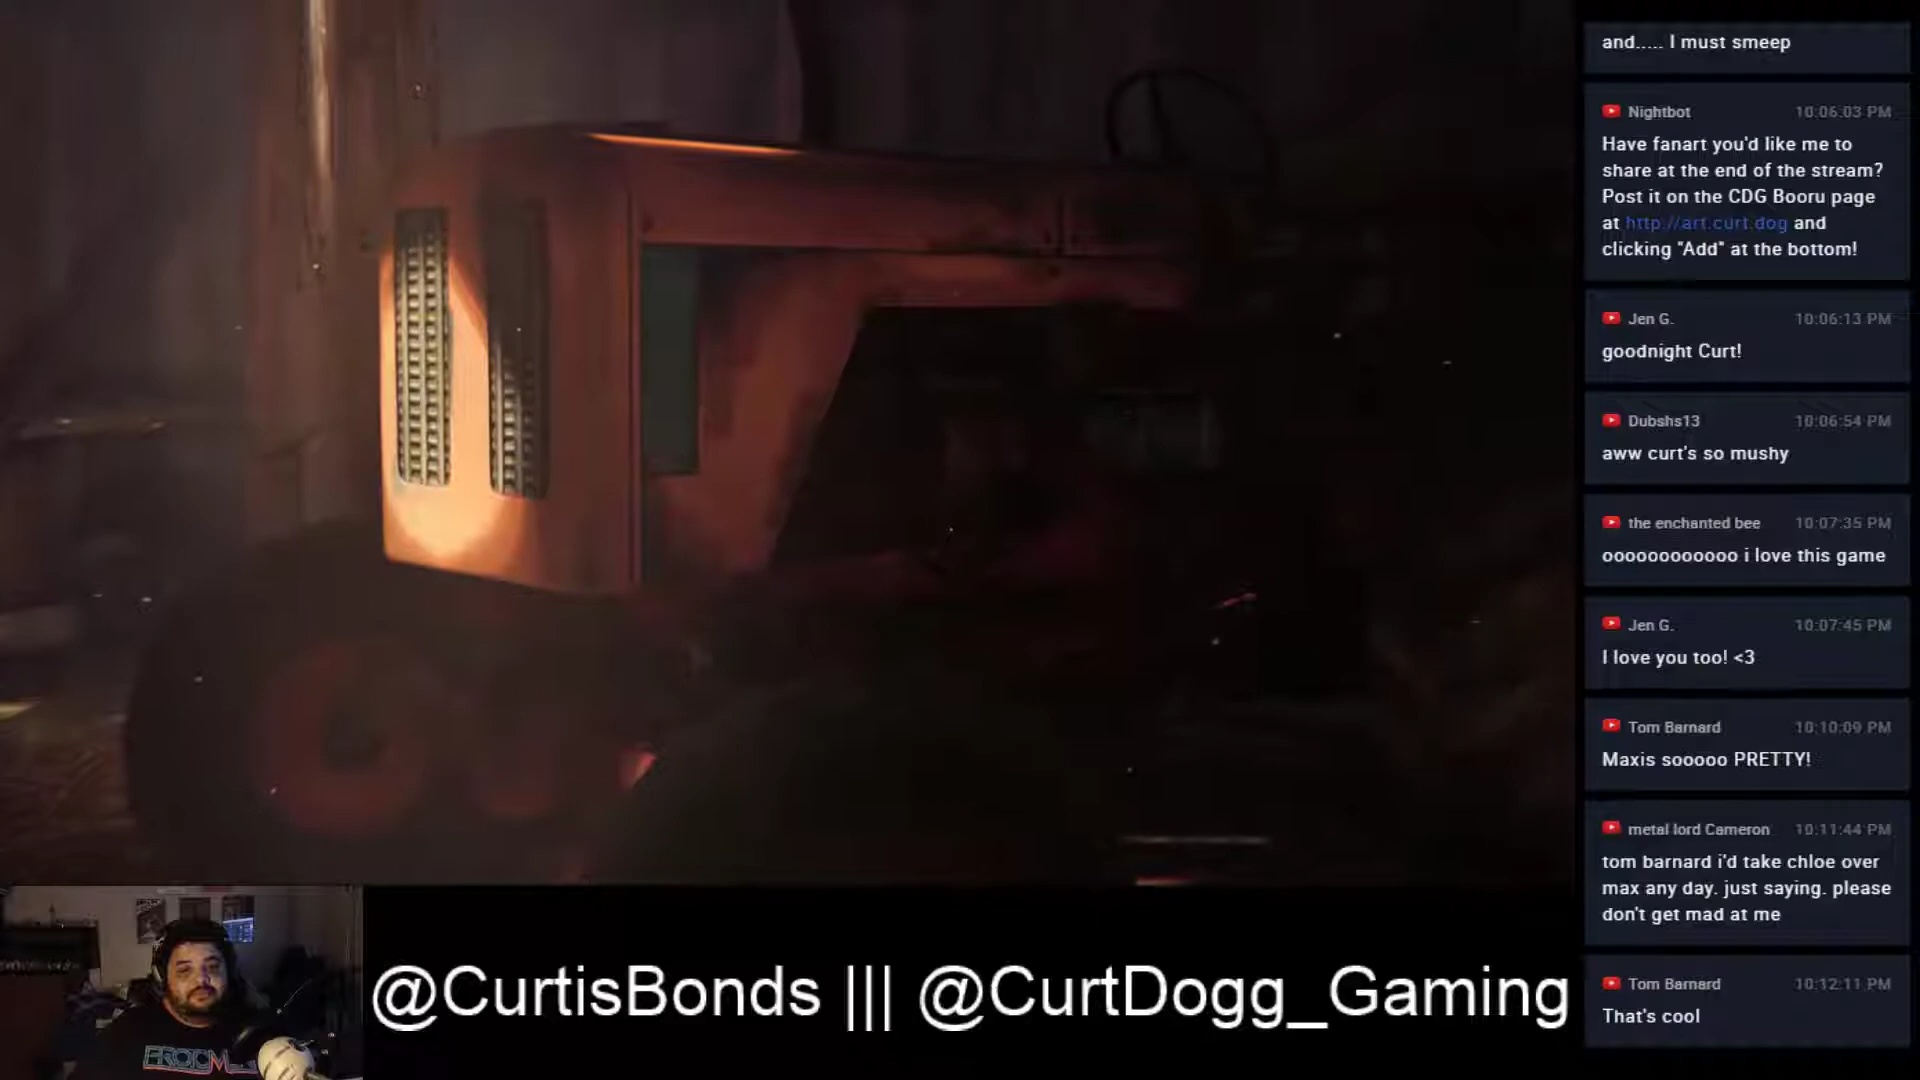 and..... I must smeep
Nightbot 10:06:03 PM
Have fanart you'd like me to
share at the end of the stream?
Post it on the CDG Booru page
at http://art.curt.dog and
clicking "Add" at the bottom!
Jen G. 10:06:13 PM
goodnight Curt!
Dubshs13 10:06:54 PM
aww curt's so mushy
the enchanted bee 10:07:35 PM
oooooooooooo i love this game
Jen G. 10:07:45 PM
I love you too! <3
Tom Barnard 10:10:09 PM
Maxis sooooo PRETTY!
metal lord Cameron 10:11:44 PM
tom barnard i'd take chloe over
max any day. just saying. please
don't get mad at me
Tom Barnard 10:12:11 PM
That's cool
@CurtisBonds ||| @CurtDogg_Gaming